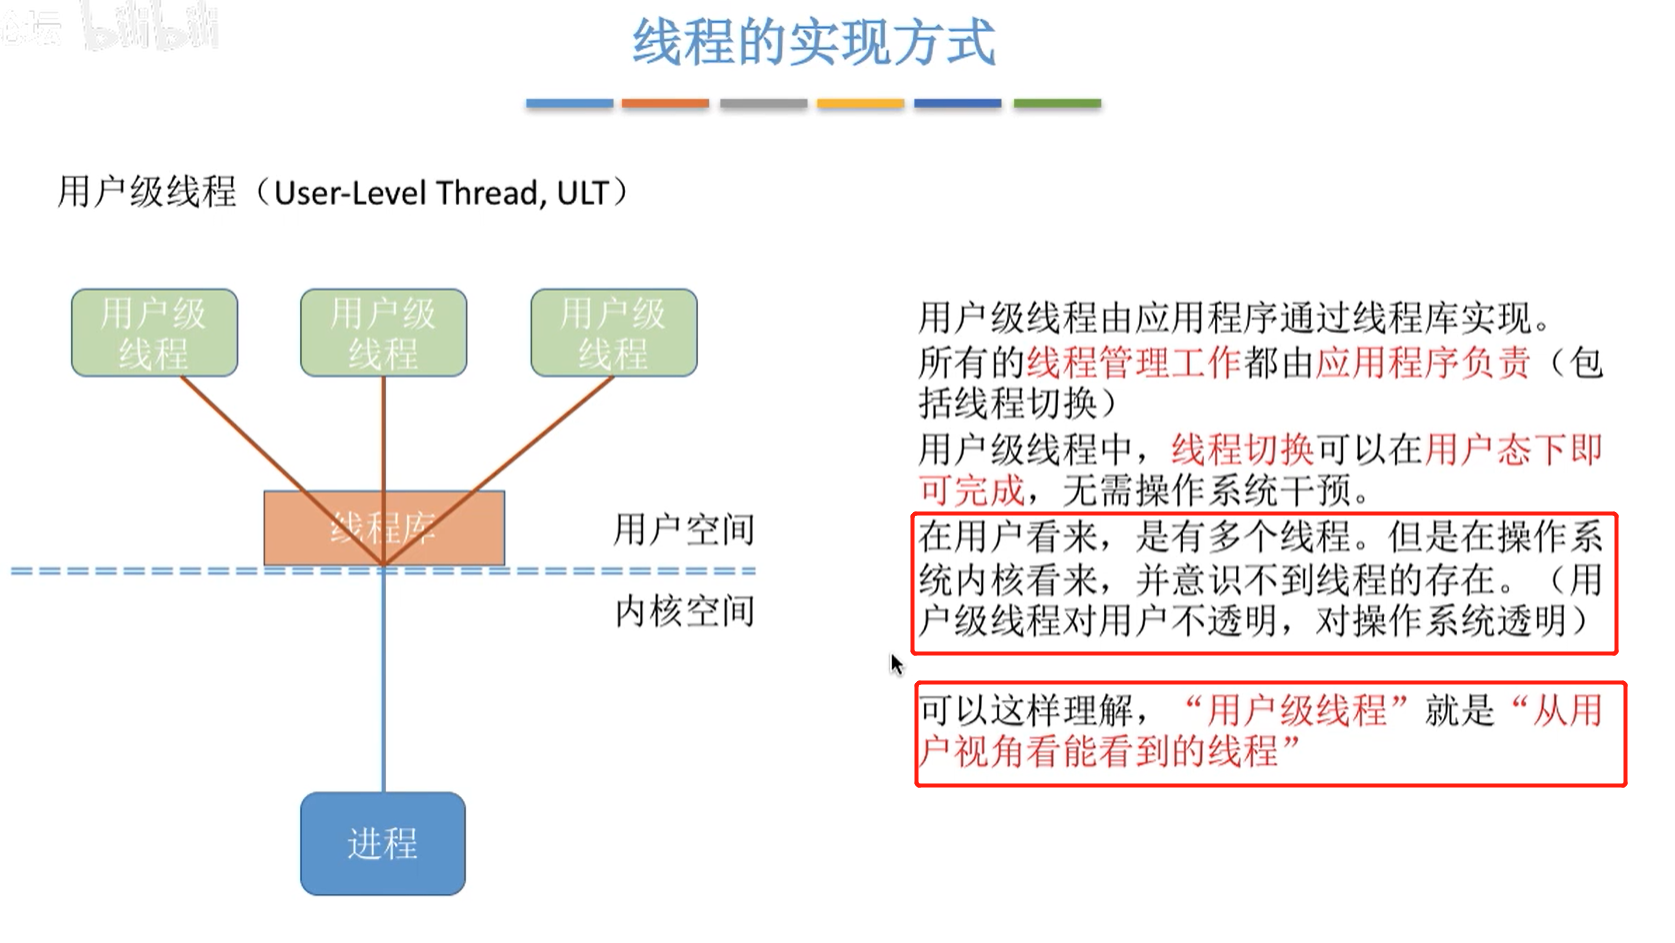 bilibili
线程的实现方式
用户级线程（User-Level Thread, ULT）
用户级
线程
用户级
线程
用户级
线程
线程库
用户空间
内核空间
进程
用户级线程由应用程序通过线程库实现。
所有的线程管理工作都由应用程序负责（包
括线程切换）
用户级线程中，线程切换可以在用户态下即
可完成，无需操作系统干预。
在用户看来，是有多个线程。但是在操作系
统内核看来，并意识不到线程的存在。（用
户级线程对用户不透明，对操作系统透明）
可以这样理解，“用户级线程”就是“从用
户视角看能看到的线程”